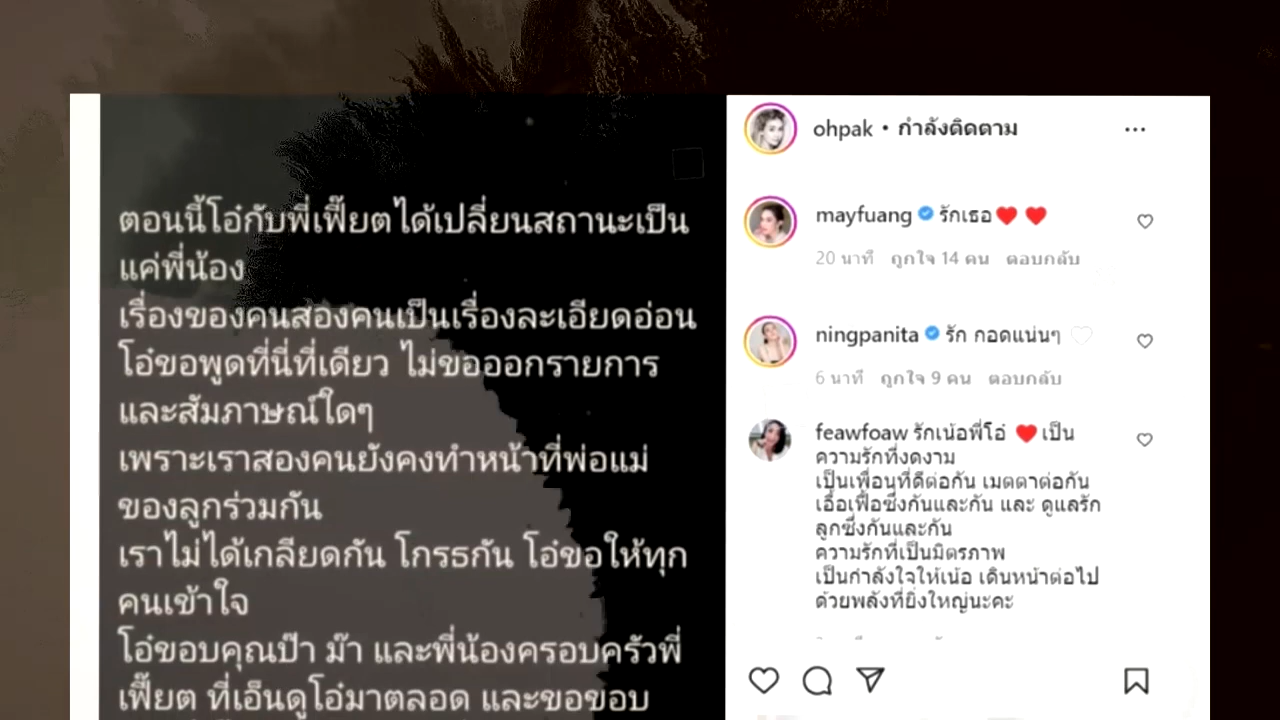 ตอนนี้โอ๋กับพี่เฟี๊ยตได้เปลี่ยนสถานะเป็น
แค่พี่น้อง
เรื่องของคนสองคนเป็นเรื่องละเอียดอ่อน
โอ๋ขอพูดที่นี่ที่เดียว ไม่ขอออกรายการ
และสัมภาษณ์ใดๆ
เพราะเราสองคนยังคงทำหน้าที่พ่อแม่
ของลูกร่วมกัน
เราไม่ได้เกลียดกัน โกรธกัน โอ๋ขอให้ทุก
คนเข้าใจ
โอ๋ขอบคุณป๊า ม๊า และพี่น้องครอบครัวพี่
เฟี๊ยต ที่เอ็นดูโอ๋มาตลอด และขอขอบ
ohpak • กำลังติดตาม
mayfuang รักเธอ❤️ ❤️
20 นาที ถูกใจ 14 คน ตอบกลับ
ningpanita รัก กอดแน่นๆ 🤍
6 นาที ถูกใจ 9 คน ตอบกลับ
feawfoaw รักเน้อพี่โอ๋ ❤️ เป็น
ความรักที่งดงาม
เป็นเพื่อนที่ดีต่อกัน เมตตาต่อกัน
เอื้อเฟื้อซึ่งกันและกัน และ ดูแลรัก
ลูกซึ่งกันและกัน
ความรักที่เป็นมิตรภาพ
เป็นกำลังใจให้เน้อ เดินหน้าต่อไป
ด้วยพลังที่ยิ่งใหญ่นะคะ